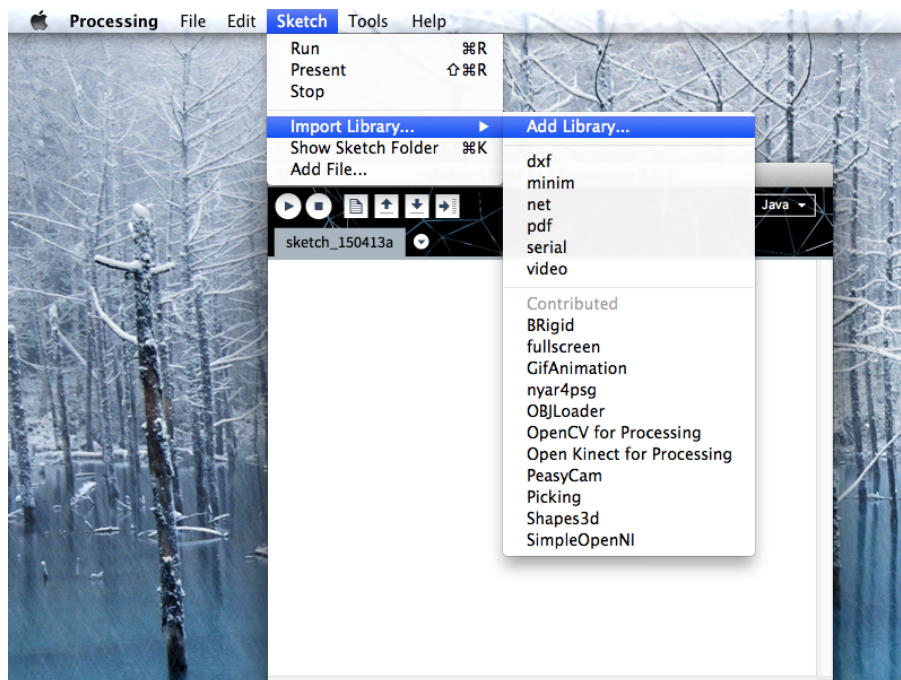 Processing File Edit Sketch Tools Help
Run ⌘R
Present ⇧⌘R
Stop
Import Library... ▶
Show Sketch Folder ⌘K
Add File...
Add Library...
dxf
minim
net
pdf
serial
video
Contributed
BRigid
fullscreen
GifAnimation
nyar4psg
OBJLoader
OpenCV for Processing
Open Kinect for Processing
PeasyCam
Picking
Shapes3d
SimpleOpenNI
Java
sketch_150413a